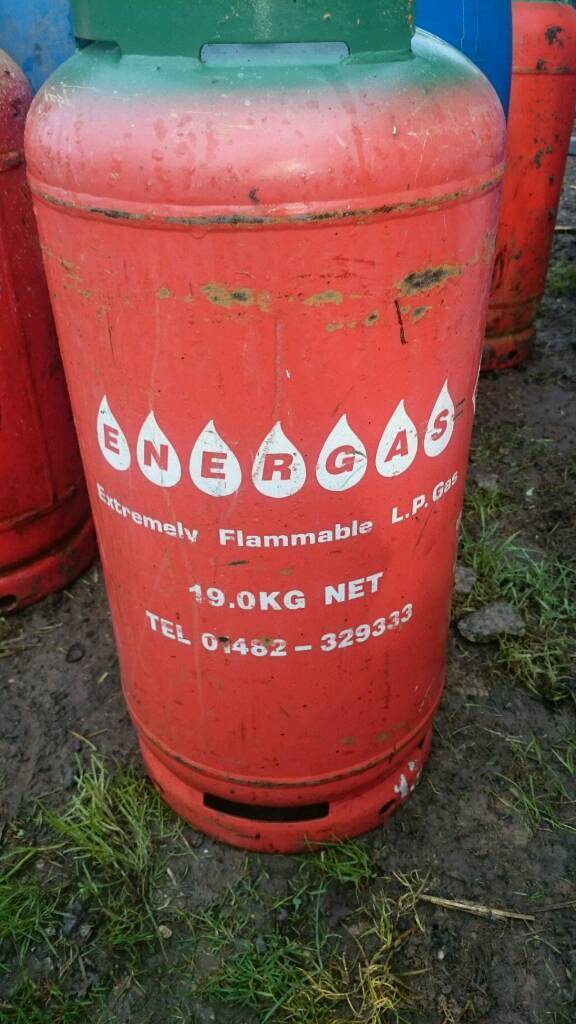 ENERGAS
Extremely Flammable L.P. Gas
19.0KG NET
TEL 01482 - 329333